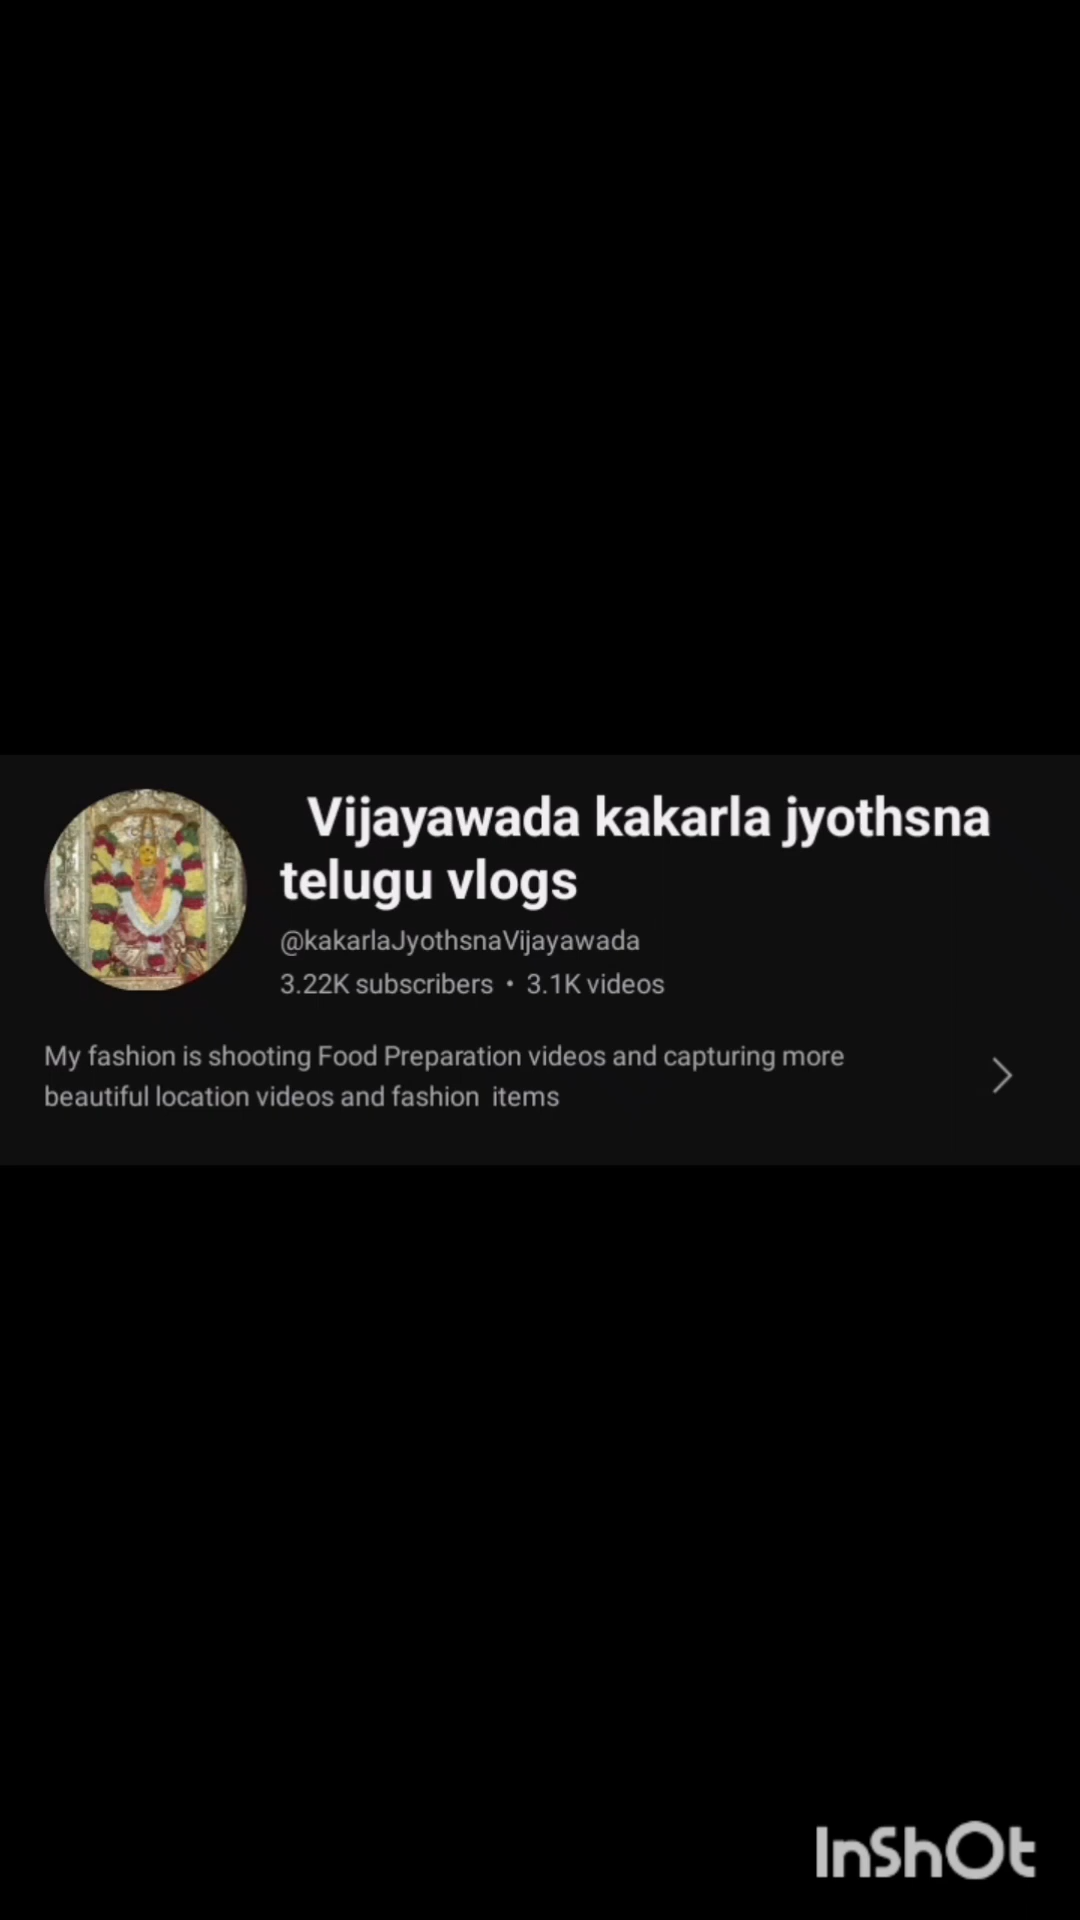 Vijayawada kakarla jyothsna
telugu vlogs
@kakarlaJyothsnaVijayawada
3.22K subscribers • 3.1K videos
My fashion is shooting Food Preparation videos and capturing more
beautiful location videos and fashion  items
InShOt